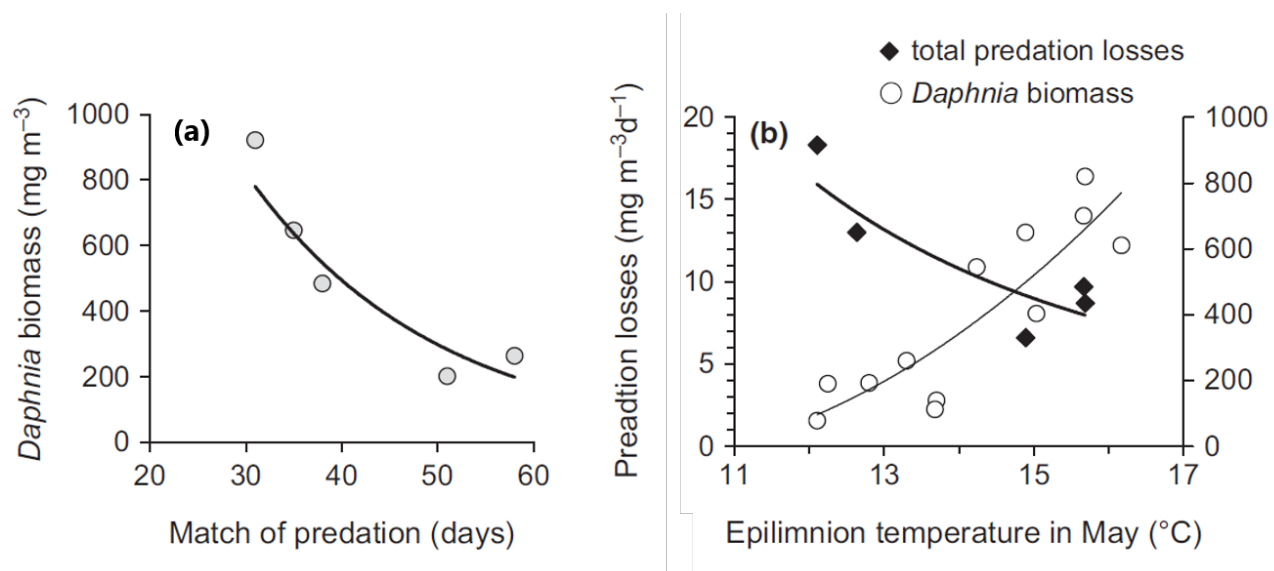 (a)
Daphnia biomass (mg m⁻³)
1000
800
600
400
200
0
20 30 40 50 60
Match of predation (days)
total predation losses
Daphnia biomass
(b)
Preadtion losses (mg m⁻³d⁻¹)
20
15
10
5
0
1000
800
600
400
200
0
11 13 15 17
Epilimnion temperature in May (°C)